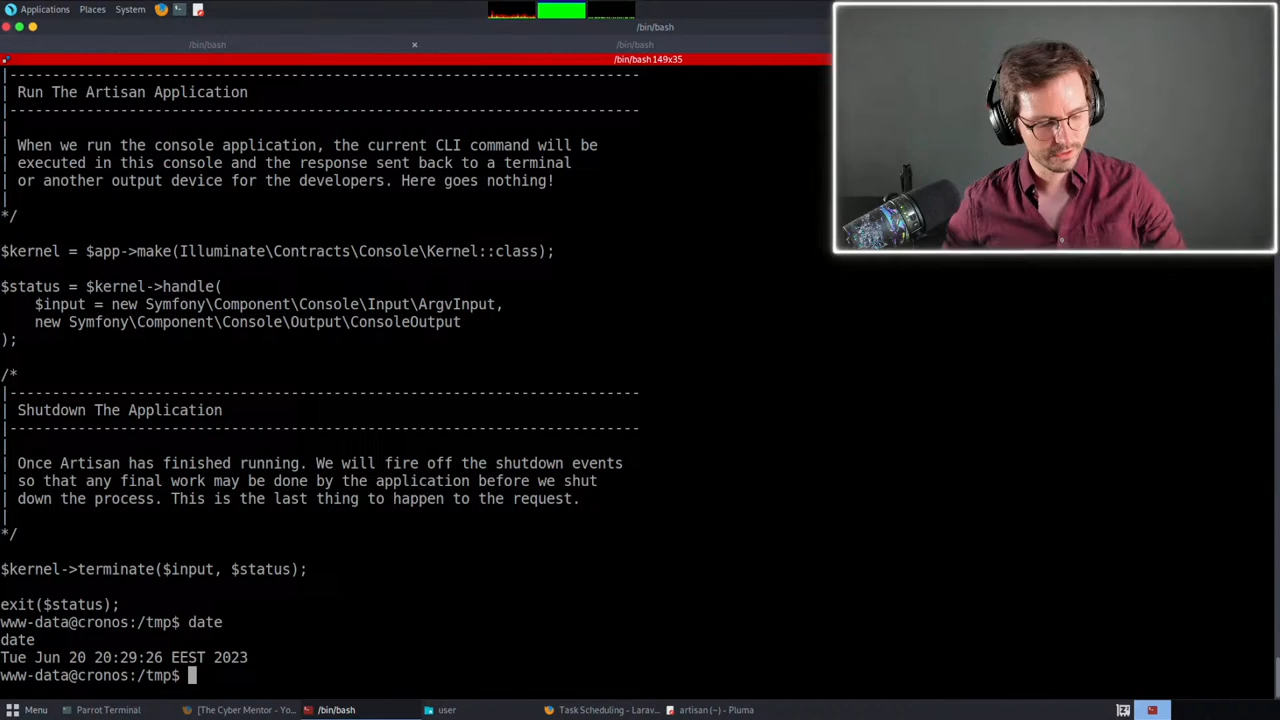 Applications Places System
/bin/bash
/bin/bash × /bin/bash
/bin/bash 149x35
|--------------------------------------------------------------------------
| Run The Artisan Application
|--------------------------------------------------------------------------
|
| When we run the console application, the current CLI command will be
| executed in this console and the response sent back to a terminal
| or another output device for the developers. Here goes nothing!
|
*/
$kernel = $app->make(Illuminate\Contracts\Console\Kernel::class);
$status = $kernel->handle(
    $input = new Symfony\Component\Console\Input\ArgvInput,
    new Symfony\Component\Console\Output\ConsoleOutput
);
/*
|--------------------------------------------------------------------------
| Shutdown The Application
|--------------------------------------------------------------------------
|
| Once Artisan has finished running. We will fire off the shutdown events
| so that any final work may be done by the application before we shut
| down the process. This is the last thing to happen to the request.
|
*/
$kernel->terminate($input, $status);
exit($status);
www-data@cronos:/tmp$ date
date
Tue Jun 20 20:29:26 EEST 2023
www-data@cronos:/tmp$
Menu Parrot Terminal [The Cyber Mentor - Yo... /bin/bash user Task Scheduling - Larav... artisan (~) - Pluma